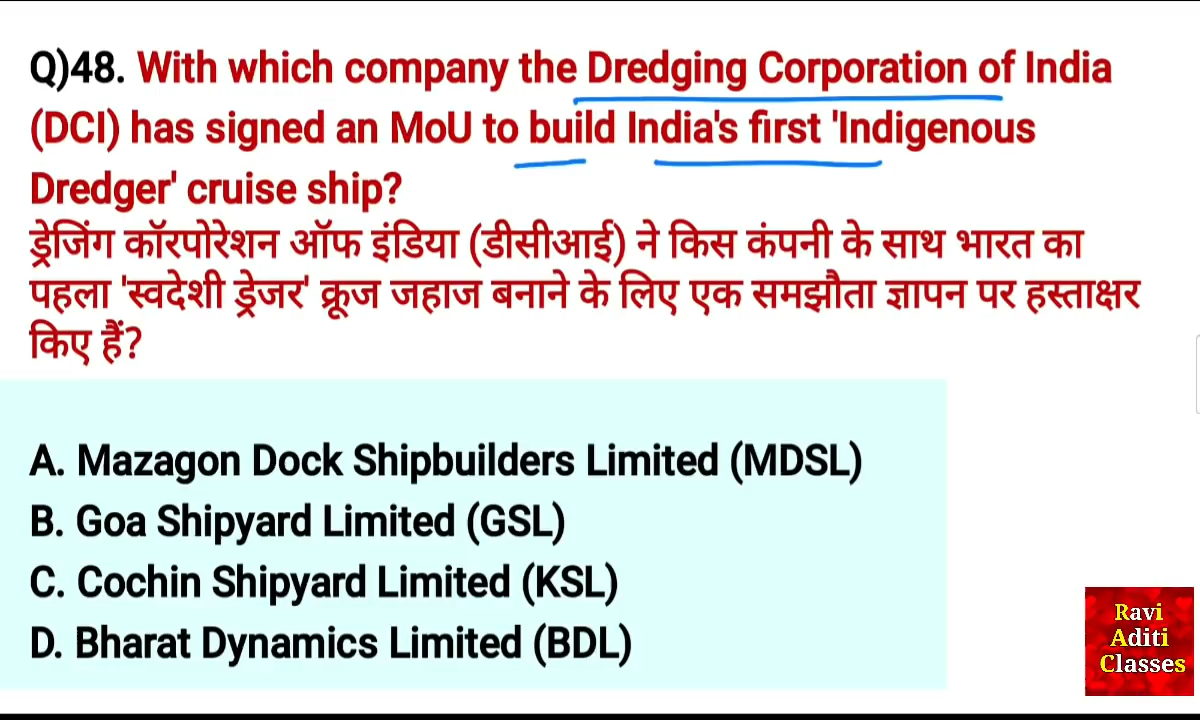 Q)48. With which company the Dredging Corporation of India
(DCI) has signed an MoU to build India's first 'Indigenous
Dredger' cruise ship?
ड्रेजिंग कॉरपोरेशन ऑफ इंडिया (डीसीआई) ने किस कंपनी के साथ भारत का
पहला 'स्वदेशी ड्रेजर' क्रूज जहाज बनाने के लिए एक समझौता ज्ञापन पर हस्ताक्षर
किए हैं?
A. Mazagon Dock Shipbuilders Limited (MDSL)
B. Goa Shipyard Limited (GSL)
C. Cochin Shipyard Limited (KSL)
D. Bharat Dynamics Limited (BDL)
Ravi
Aditi
Classes